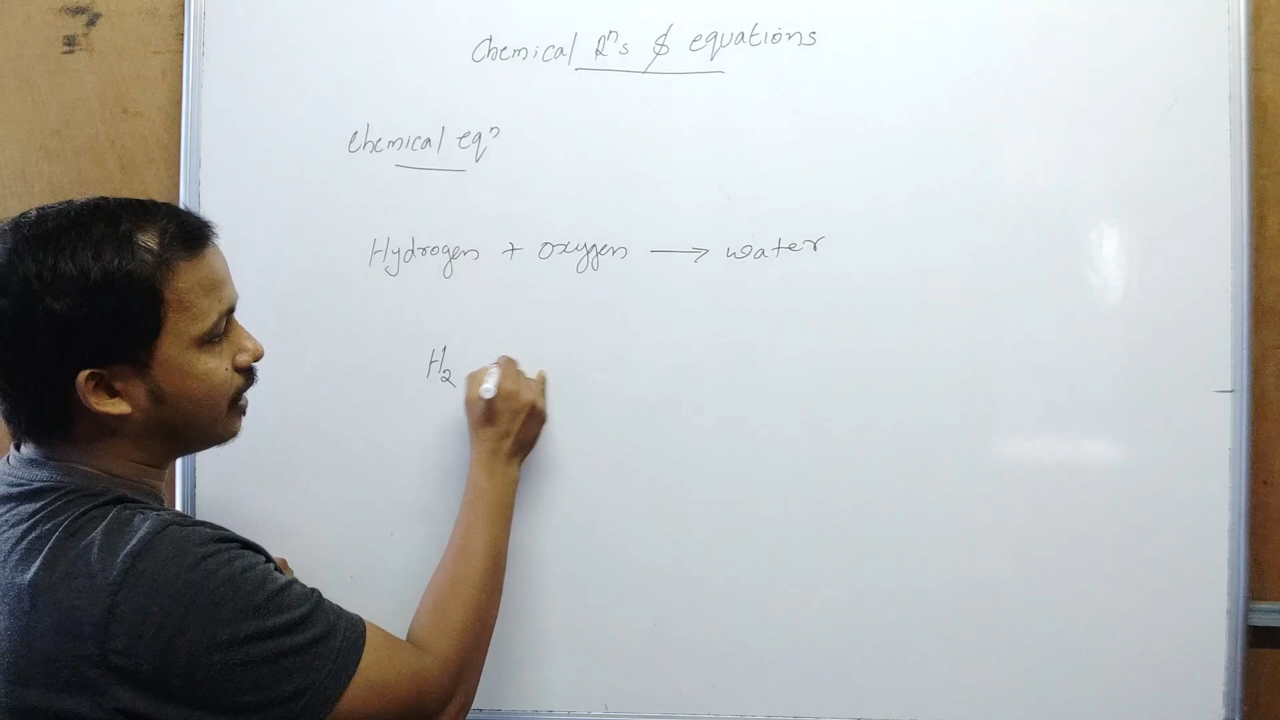 Chemical Rⁿs & equations
Chemical eqⁿ
Hydrogen + oxygen ⟶ water
H₂